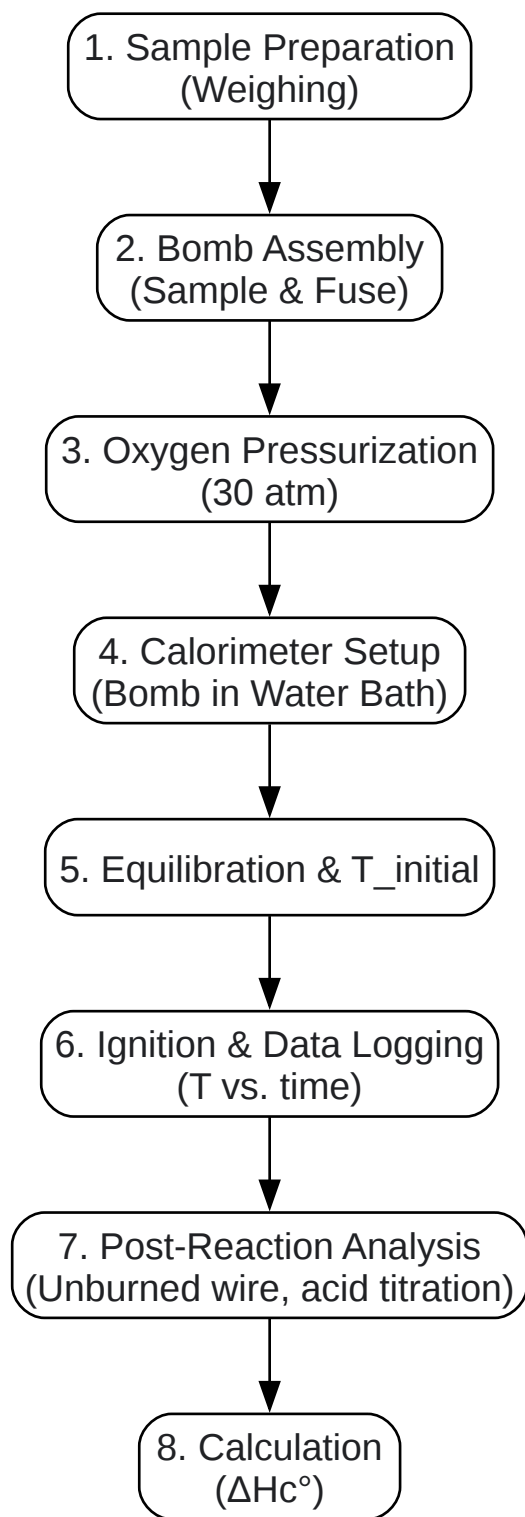 1. Sample Preparation
(Weighing)
2. Bomb Assembly
(Sample & Fuse)
3. Oxygen Pressurization
(30 atm)
4. Calorimeter Setup
(Bomb in Water Bath)
5. Equilibration & T_initial
6. Ignition & Data Logging
(T vs. time)
7. Post-Reaction Analysis
(Unburned wire, acid titration)
8. Calculation
(ΔHc°)